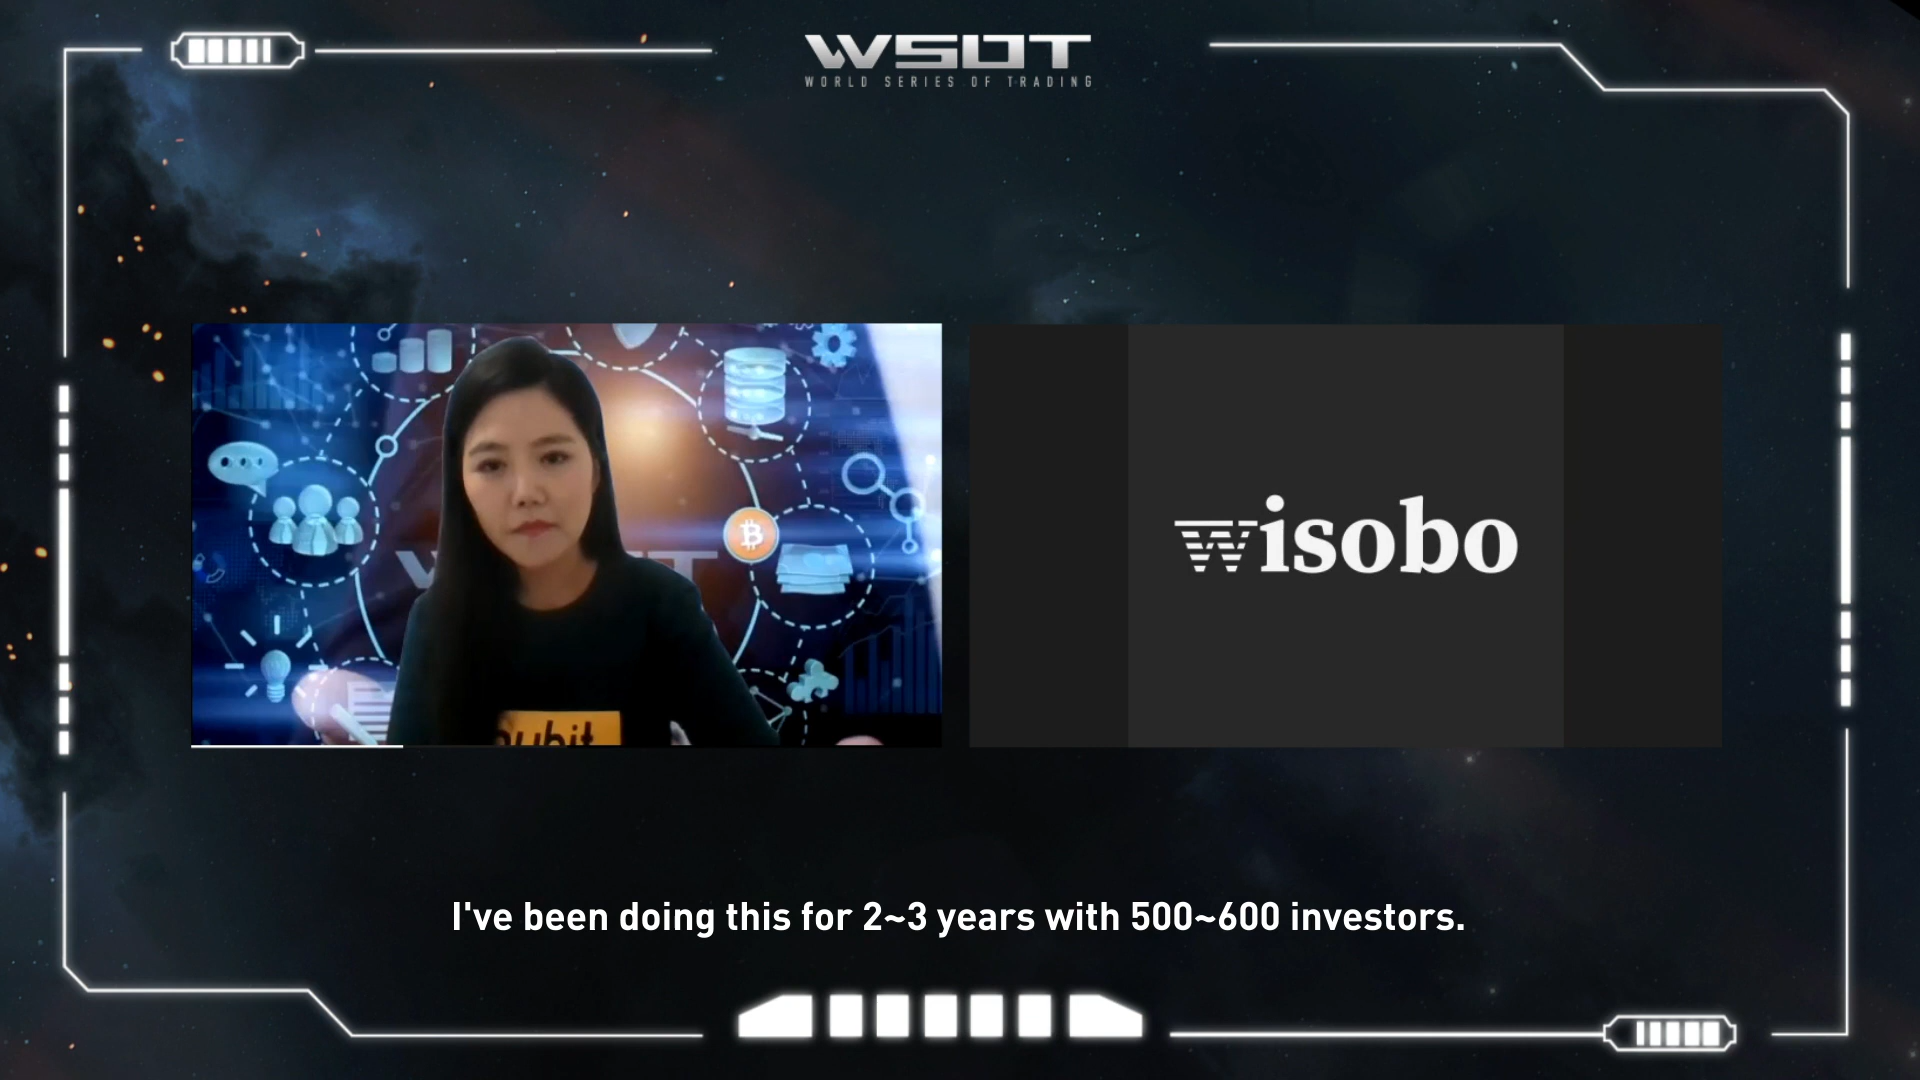 WSOT
WORLD SERIES OF TRADING
wisobo
I've been doing this for 2~3 years with 500~600 investors.